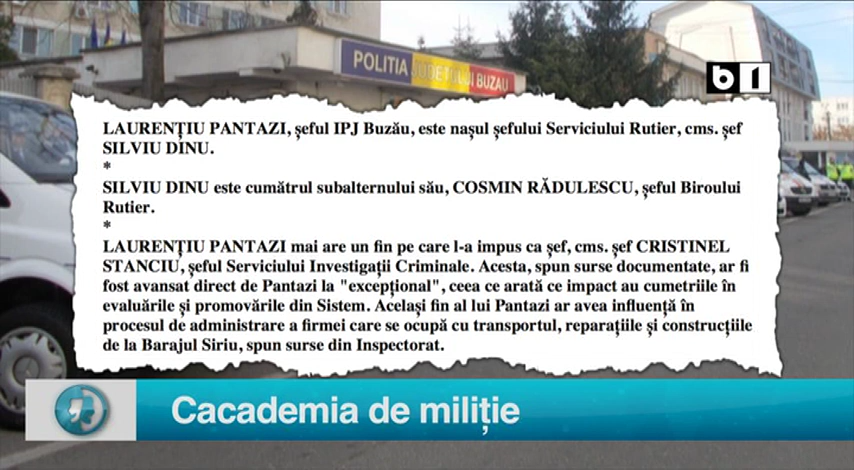 POLITIA JUDETULUI BUZAU
b1
LAURENȚIU PANTAZI, șeful IPJ Buzău, este nașul șefului Serviciului Rutier, cms. șef
SILVIU DINU.
*
SILVIU DINU este cumătrul subalternului său, COSMIN RĂDULESCU, șeful Biroului
Rutier.
*
LAURENȚIU PANTAZI mai are un fin pe care l-a impus ca șef, cms. șef CRISTINEL
STANCIU, șeful Serviciului Investigații Criminale. Acesta, spun surse documentate, ar fi
fost avansat direct de Pantazi la "excepțional", ceea ce arată ce impact au cumetriile în
evaluările și promovările din Sistem. Același fin al lui Pantazi ar avea influență în
procesul de administrare a firmei care se ocupă cu transportul, reparațiile și construcțiile
de la Barajul Siriu, spun surse din Inspectorat.
Cacademia de miliție